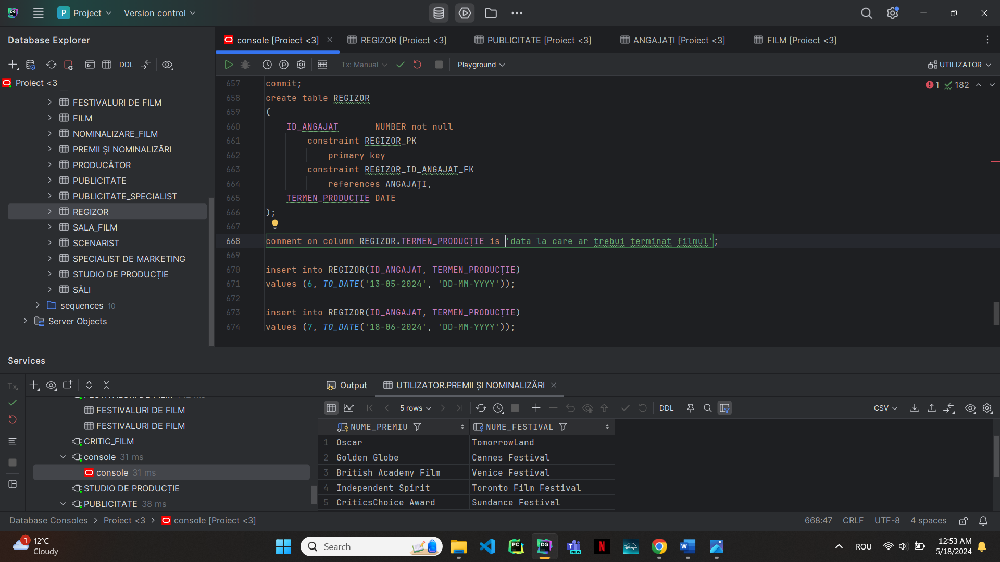 Project
Version control
Database Explorer
console [Proiect <3]
REGIZOR [Proiect <3]
PUBLICITATE [Proiect <3]
ANGAJAȚI [Proiect <3]
FILM [Proiect <3]
DDL
Tx: Manual
Playground
UTILIZATOR
Proiect <3
FESTIVALURI DE FILM
FILM
NOMINALIZARE_FILM
PREMII ȘI NOMINALIZĂRI
PRODUCĂTOR
PUBLICITATE
PUBLICITATE_SPECIALIST
REGIZOR
SALA_FILM
SCENARIST
SPECIALIST DE MARKETING
STUDIO DE PRODUCȚIE
SĂLI
sequences 10
Server Objects
1 182
657 commit;
658 create table REGIZOR
659 (
660 ID_ANGAJAT NUMBER not null
661 constraint REGIZOR_PK
662 primary key
663 constraint REGIZOR_ID_ANGAJAT_FK
664 references ANGAJAȚI,
665 TERMEN_PRODUCȚIE DATE
666 );
667
668 comment on column REGIZOR.TERMEN_PRODUCȚIE is 'data la care ar trebui terminat filmul';
669
670 insert into REGIZOR(ID_ANGAJAT, TERMEN_PRODUCȚIE)
671 values (6, TO_DATE('13-05-2024', 'DD-MM-YYYY'));
672
673 insert into REGIZOR(ID_ANGAJAT, TERMEN_PRODUCȚIE)
674 values (7, TO_DATE('18-06-2024', 'DD-MM-YYYY'));
Services
Tx
FESTIVALURI DE FILM
FESTIVALURI DE FILM
FESTIVALURI DE FILM
CRITIC_FILM
console 31 ms
console 31 ms
STUDIO DE PRODUCȚIE
PUBLICITATE 38 ms
Output
UTILIZATOR.PREMII ȘI NOMINALIZĂRI
5 rows
DDL
CSV
NUME_PREMIU NUME_FESTIVAL
1 Oscar TomorrowLand
2 Golden Globe Cannes Festival
3 British Academy Film Venice Festival
4 Independent Spirit Toronto Film Festival
5 CriticsChoice Award Sundance Festival
Database Consoles > Proiect <3 > console [Proiect <3]
668:47 CRLF UTF-8 4 spaces
1 12°C
Cloudy
Search
NEW
ROU
12:53 AM
5/18/2024